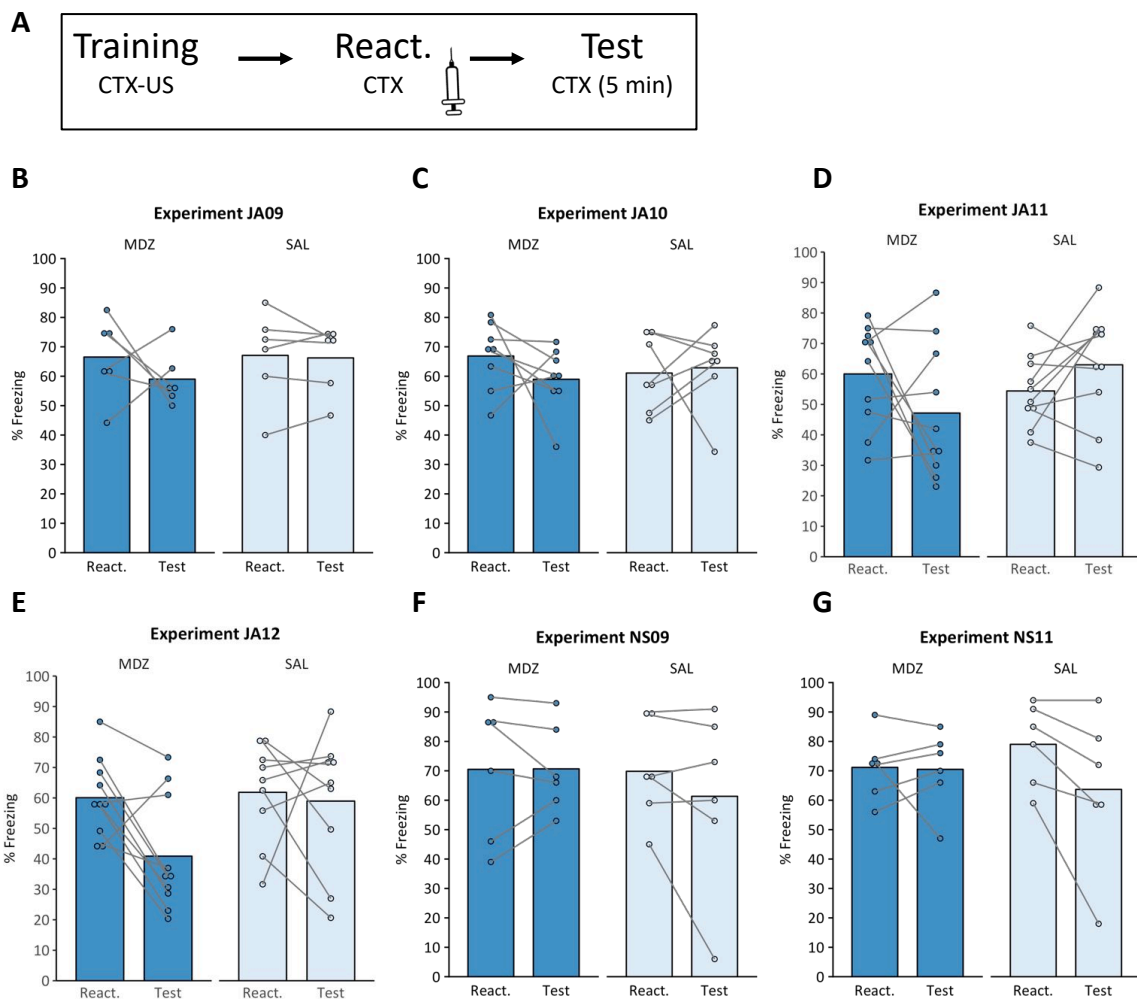 A
Training
CTX-US
React.
CTX
Test
CTX (5 min)
B
Experiment JA09
MDZ
SAL
% Freezing
100
90
80
70
60
50
40
30
20
10
0
React.
Test
React.
Test
C
Experiment JA10
MDZ
SAL
% Freezing
100
90
80
70
60
50
40
30
20
10
0
React.
Test
React.
Test
D
Experiment JA11
MDZ
SAL
% Freezing
100
90
80
70
60
50
40
30
20
10
0
React.
Test
React.
Test
E
Experiment JA12
MDZ
SAL
% Freezing
100
90
80
70
60
50
40
30
20
10
0
React.
Test
React.
Test
F
Experiment NS09
MDZ
SAL
% Freezing
100
90
80
70
60
50
40
30
20
10
0
React.
Test
React.
Test
G
Experiment NS11
MDZ
SAL
% Freezing
100
90
80
70
60
50
40
30
20
10
0
React.
Test
React.
Test